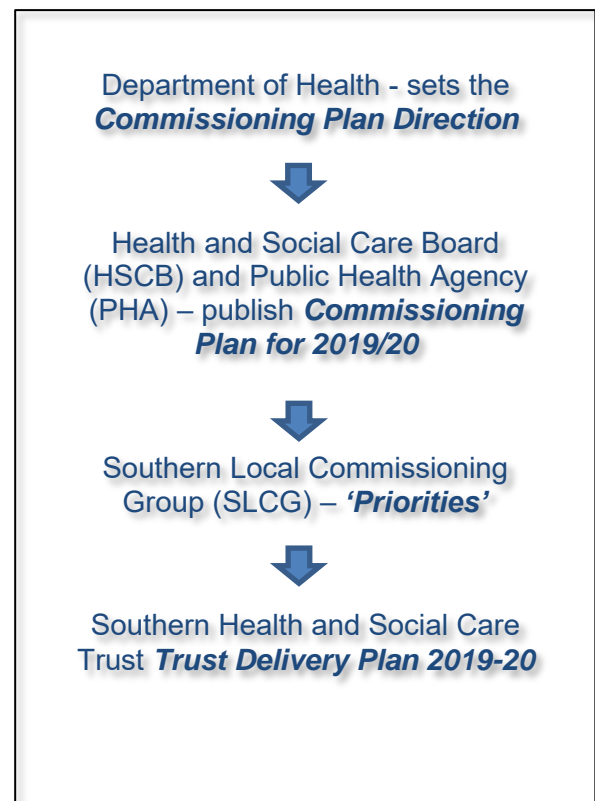 Department of Health - sets the
Commissioning Plan Direction
Health and Social Care Board
(HSCB) and Public Health Agency
(PHA) – publish Commissioning
Plan for 2019/20
Southern Local Commissioning
Group (SLCG) – ‘Priorities’
Southern Health and Social Care
Trust Trust Delivery Plan 2019-20